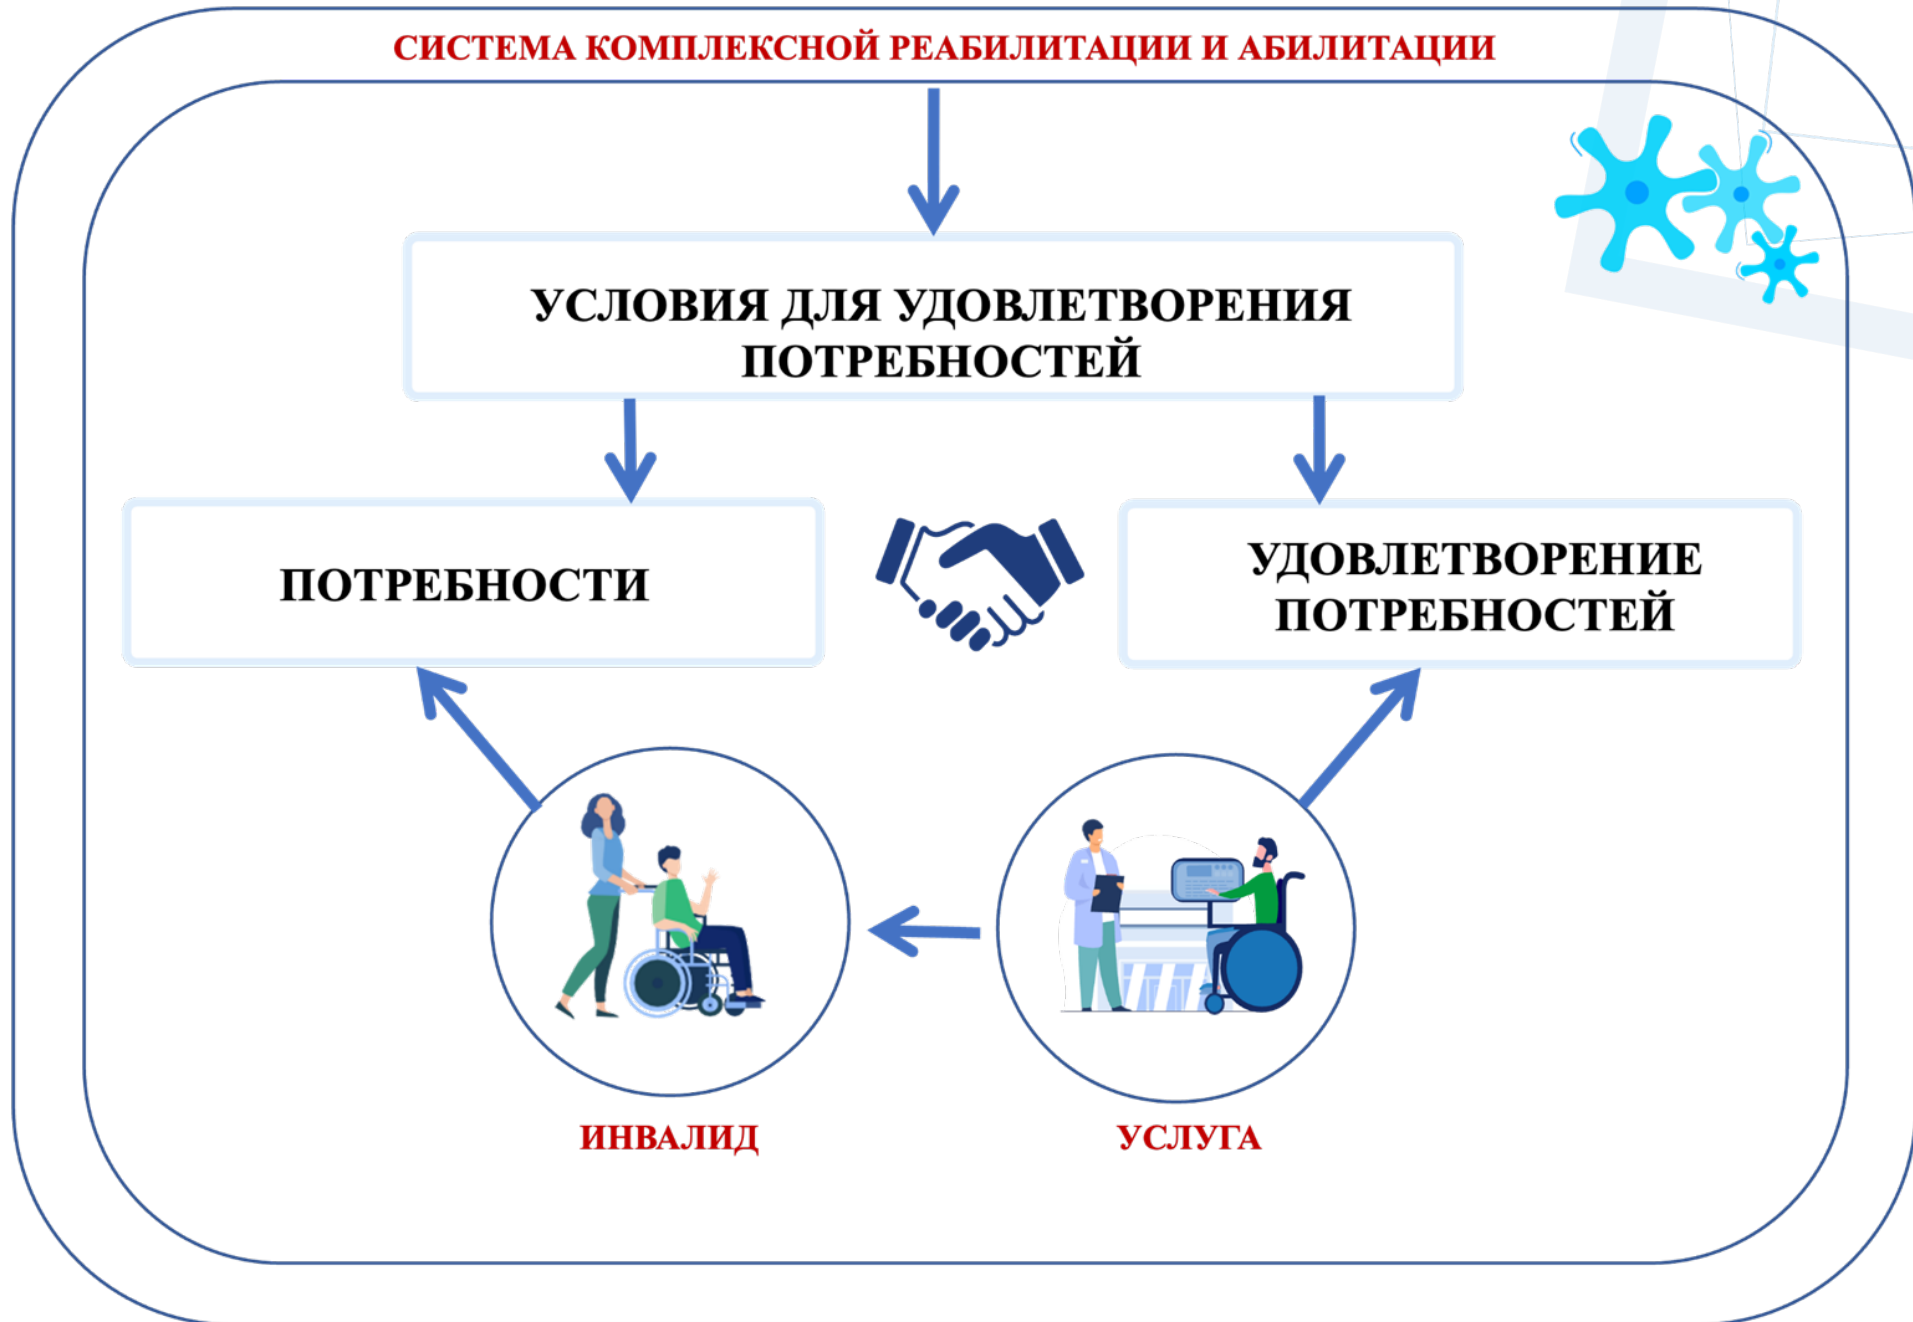 СИСТЕМА КОМПЛЕКСНОЙ РЕАБИЛИТАЦИИ И АБИЛИТАЦИИ
УСЛОВИЯ ДЛЯ УДОВЛЕТВОРЕНИЯ
ПОТРЕБНОСТЕЙ
ПОТРЕБНОСТИ
УДОВЛЕТВОРЕНИЕ
ПОТРЕБНОСТЕЙ
ИНВАЛИД
УСЛУГА